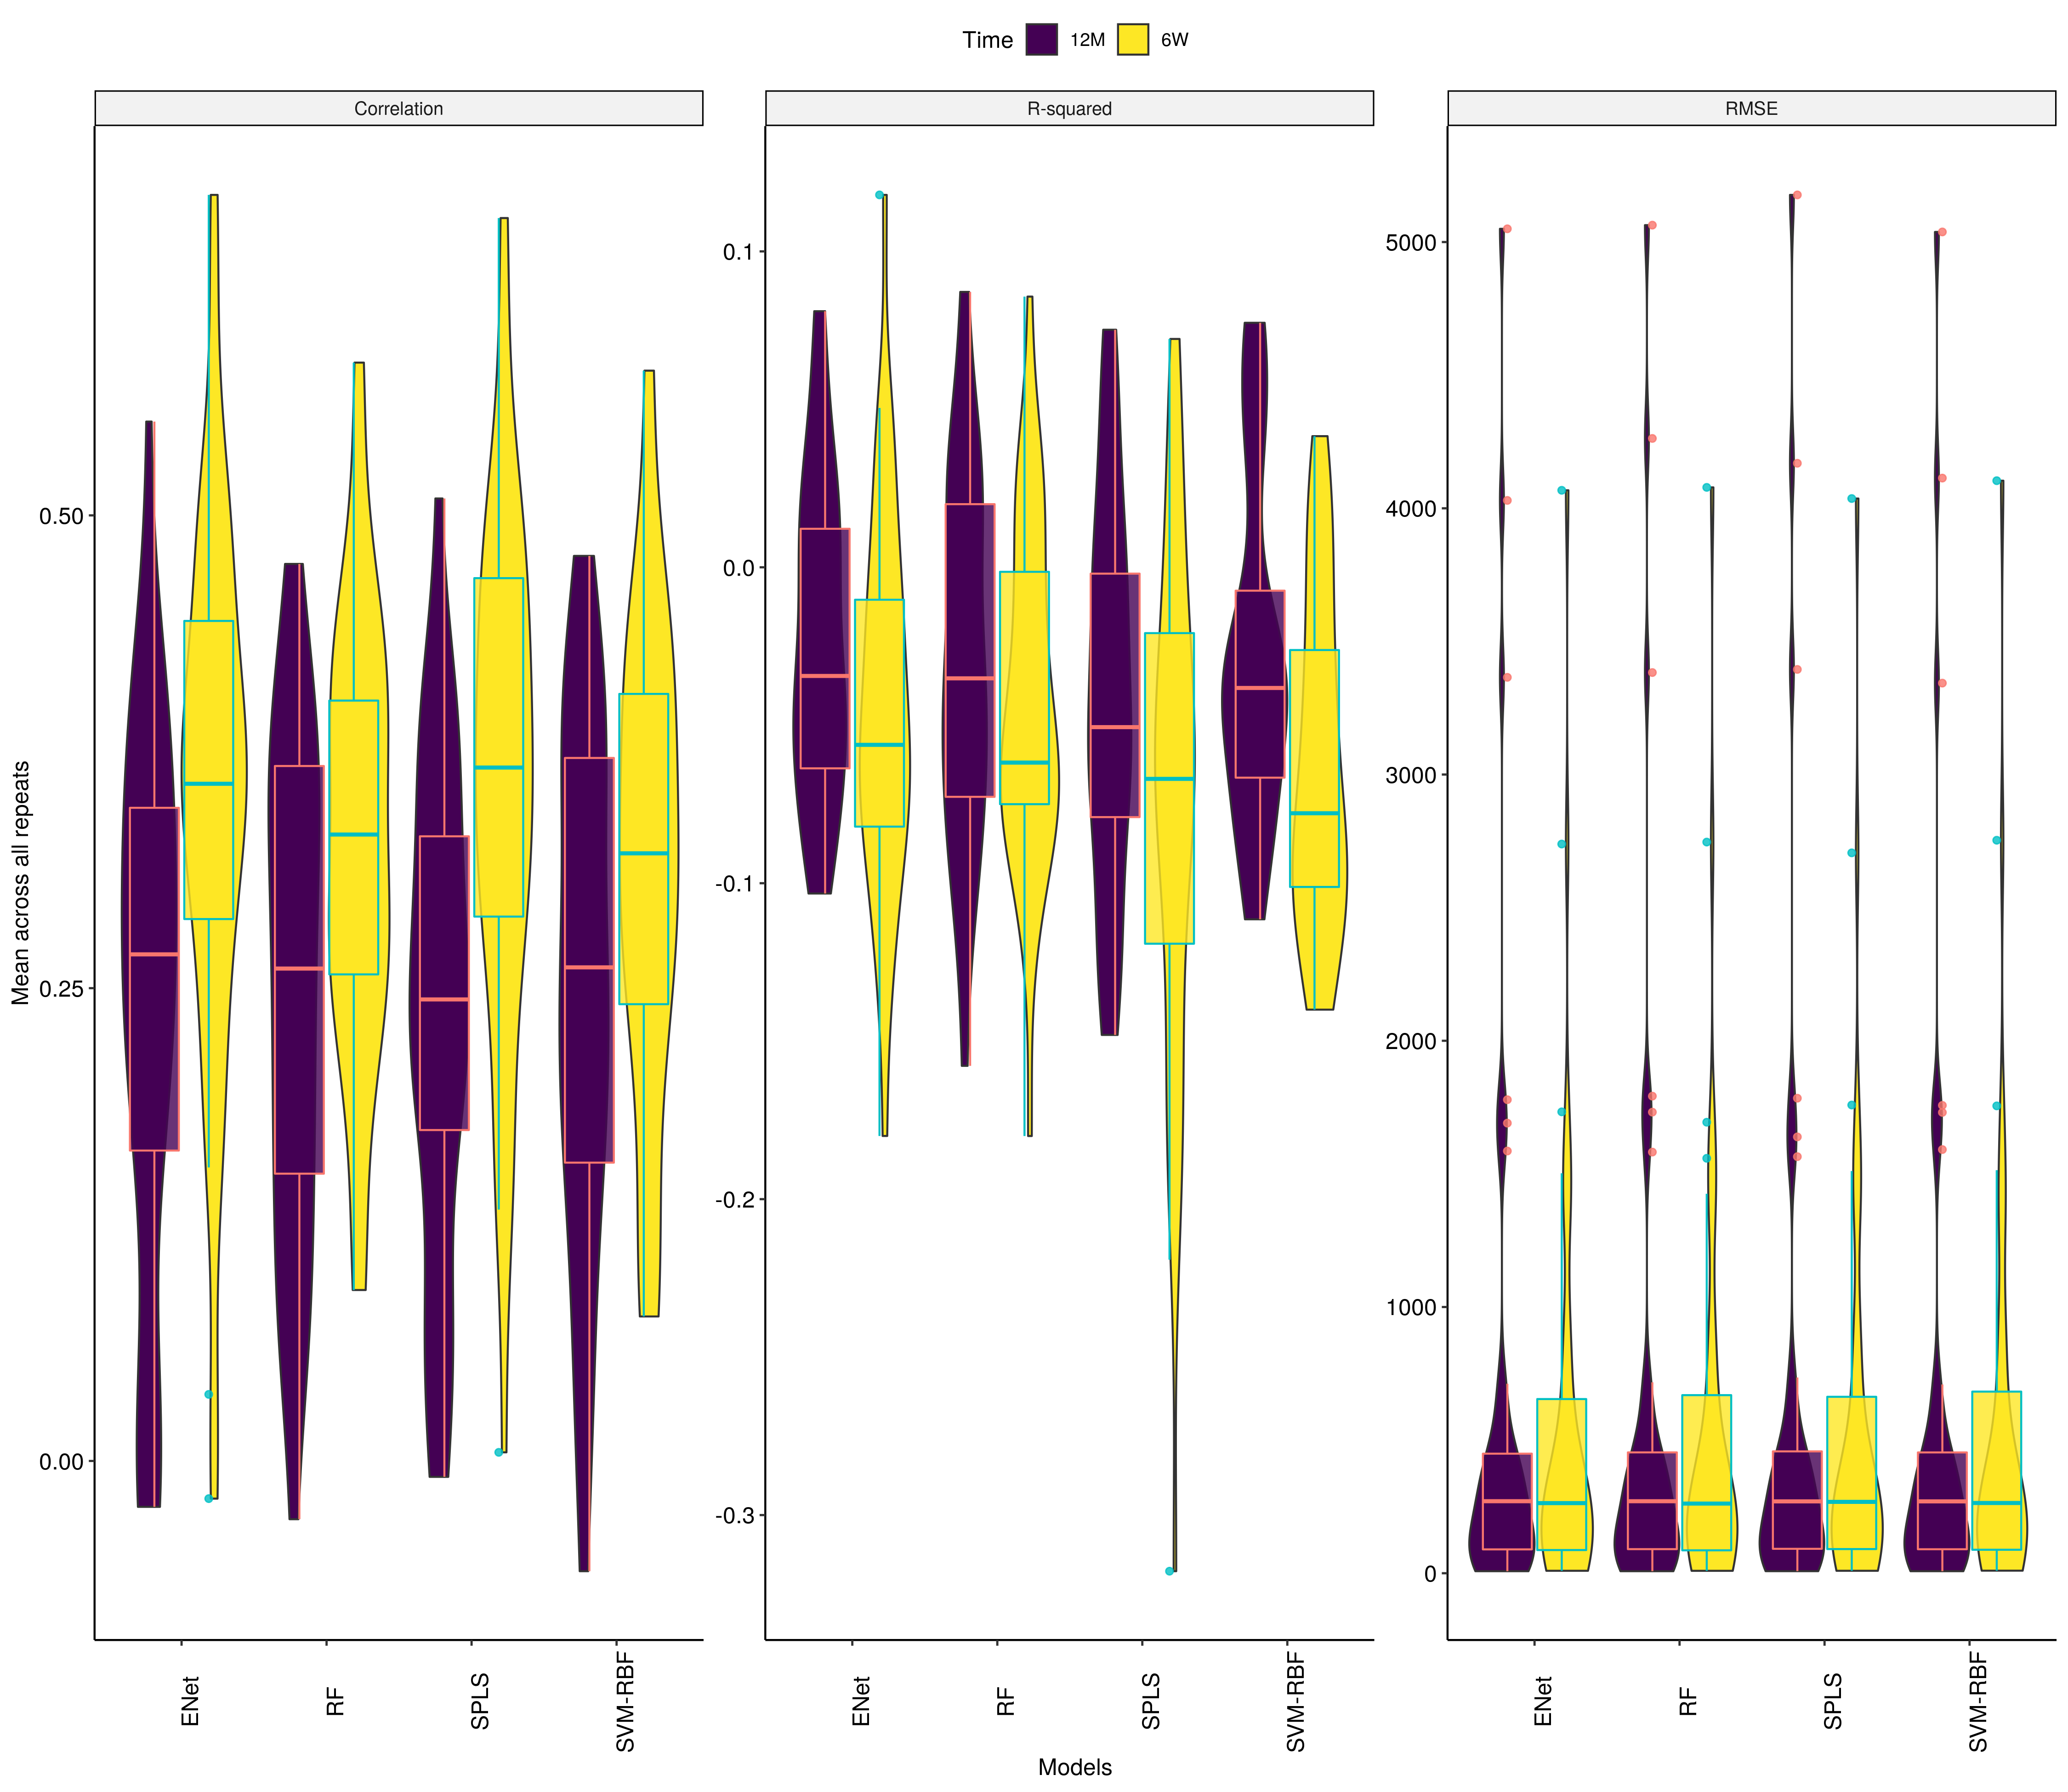 Time 12M 6W
Correlation
R-squared
RMSE
Mean across all repeats
0.50
0.25
0.00
0.1
0.0
-0.1
-0.2
-0.3
5000
4000
3000
2000
1000
0
ENet
RF
SPLS
SVM-RBF
ENet
RF
SPLS
SVM-RBF
ENet
RF
SPLS
SVM-RBF
Models